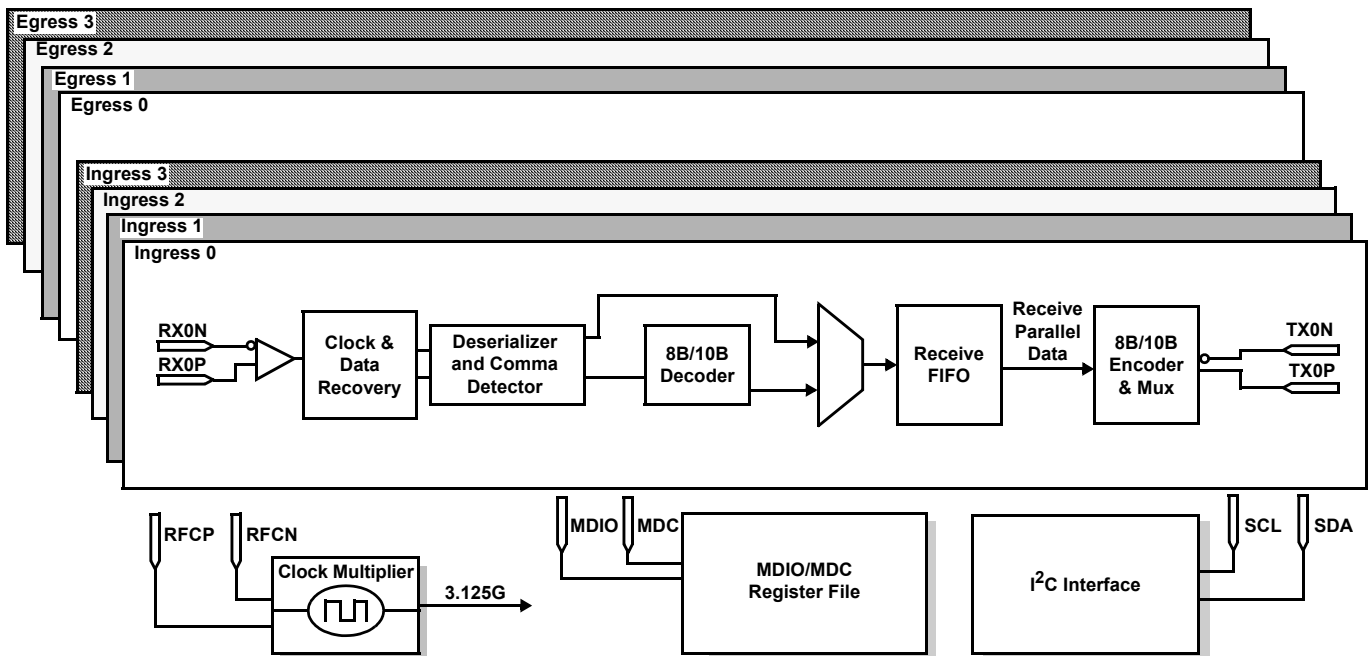 Egress 3
Egress 2
Egress 1
Egress 0
Ingress 3
Ingress 2
Ingress 1
Ingress 0
RX0N
RX0P
Clock &
Data
Recovery
Deserializer
and Comma
Detector
8B/10B
Decoder
Receive
FIFO
Receive
Parallel
Data
8B/10B
Encoder
& Mux
TX0N
TX0P
RFCP
RFCN
Clock Multiplier
3.125G
MDIO
MDC
MDIO/MDC
Register File
I²C Interface
SCL
SDA